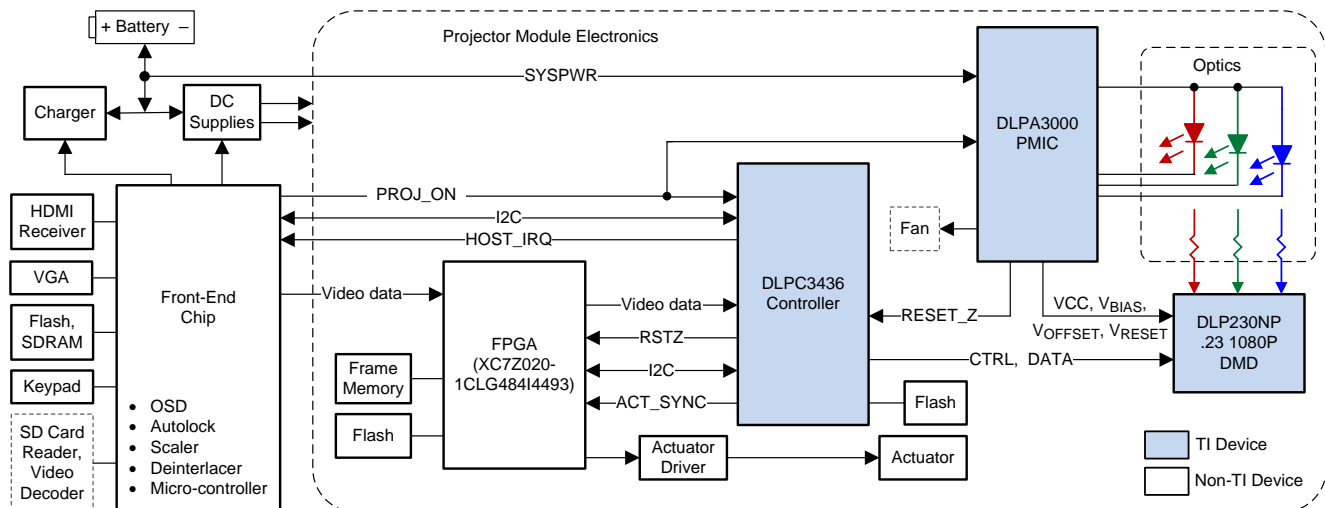 + Battery –
Projector Module Electronics
SYSPWR
Optics
Charger
DC
Supplies
DLPA3000
PMIC
PROJ_ON
HDMI
Receiver
I2C
HOST_IRQ
Fan
VGA
Front-End
Chip
Video data
Video data
DLPC3436
Controller
RESET_Z
VCC, VBIAS,
VOFFSET, VRESET
DLP230NP
.23 1080P
DMD
Flash,
SDRAM
FPGA
(XC7Z020-
1CLG484I4493)
RSTZ
CTRL, DATA
Frame
Memory
I2C
Keypad
ACT_SYNC
Flash
Flash
SD Card
Reader,
Video
Decoder
• OSD
• Autolock
• Scaler
• Deinterlacer
• Micro-controller
Actuator
Driver
Actuator
TI Device
Non-TI Device